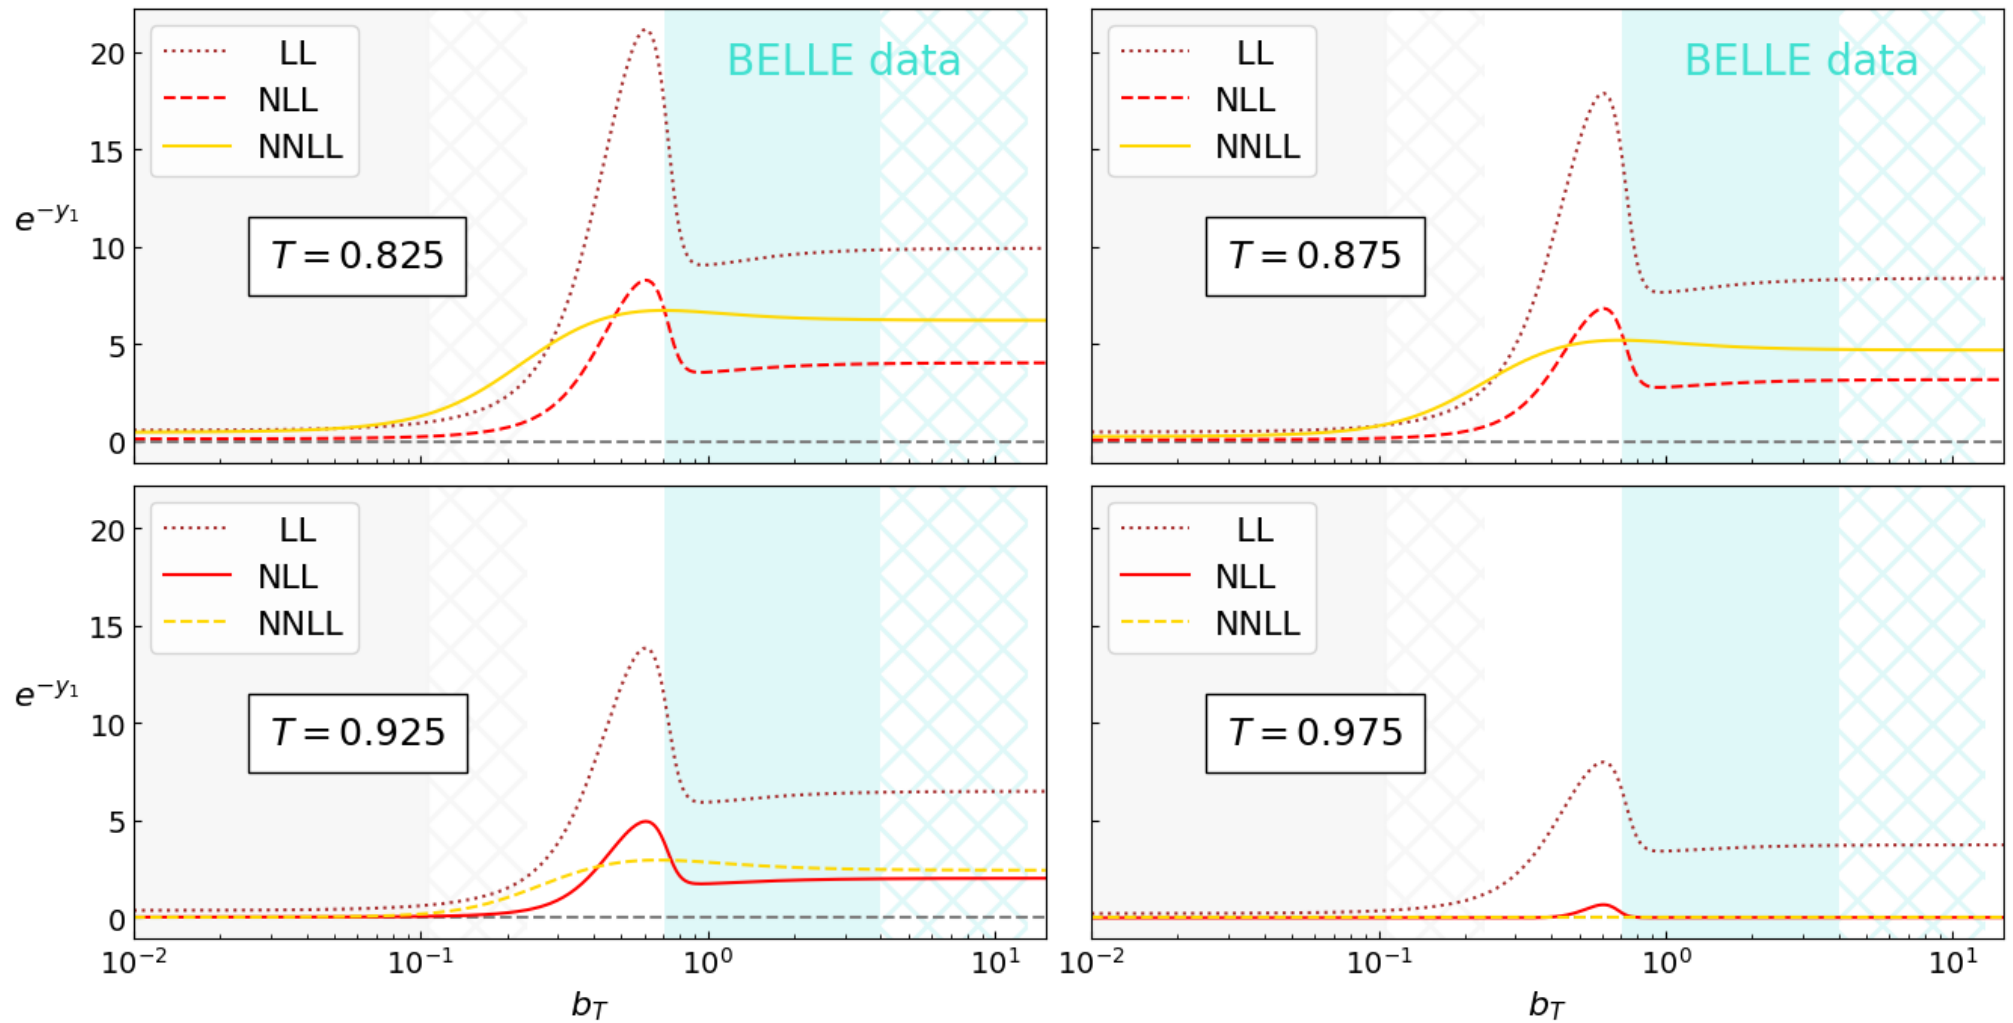 20
15
10
5
0
e^{-y_1}
LL
NLL
NNLL
BELLE data
T = 0.825
LL
NLL
NNLL
BELLE data
T = 0.875
20
15
10
5
0
e^{-y_1}
LL
NLL
NNLL
T = 0.925
10^{-2}
10^{-1}
10^{0}
10^{1}
b_T
LL
NLL
NNLL
T = 0.975
10^{-2}
10^{-1}
10^{0}
10^{1}
b_T